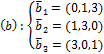 (b): { b̅₁ = (0,1,3)
b̅₂ = (1,3,0)
b̅₃ = (3,0,1)